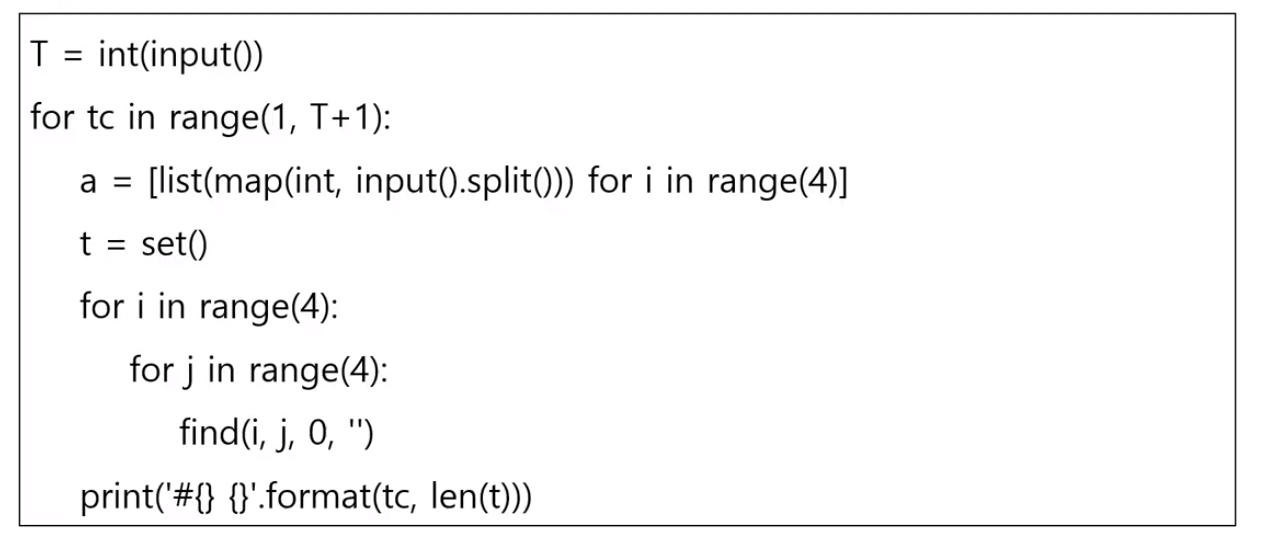 T = int(input())
for tc in range(1, T+1):
a = [list(map(int, input().split())) for i in range(4)]
t = set()
for i in range(4):
for j in range(4):
find(i, j, 0, '')
print('#{} {}'.format(tc, len(t)))